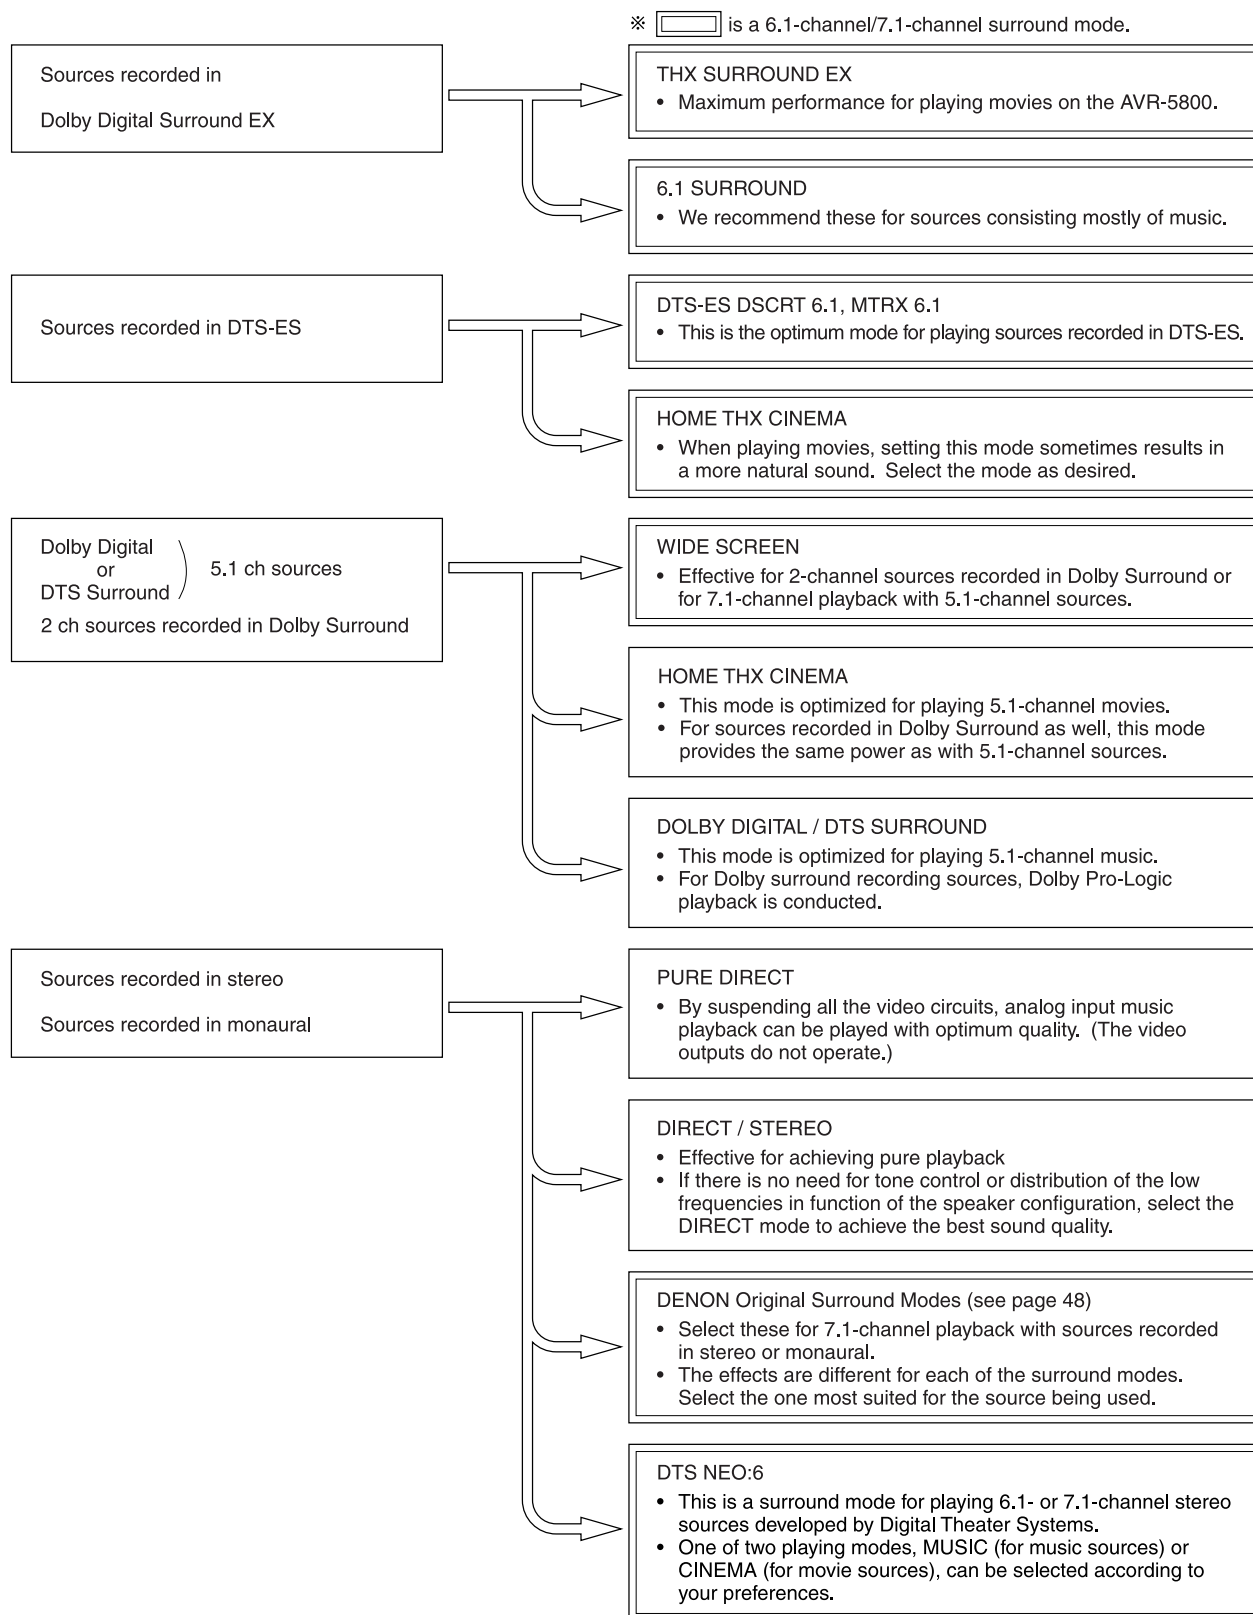 ※ is a 6.1-channel/7.1-channel surround mode.
Sources recorded in
Dolby Digital Surround EX
THX SURROUND EX
• Maximum performance for playing movies on the AVR-5800.
6.1 SURROUND
• We recommend these for sources consisting mostly of music.
Sources recorded in DTS-ES
DTS-ES DSCRT 6.1, MTRX 6.1
• This is the optimum mode for playing sources recorded in DTS-ES.
HOME THX CINEMA
• When playing movies, setting this mode sometimes results in
a more natural sound. Select the mode as desired.
Dolby Digital
or
DTS Surround
5.1 ch sources
2 ch sources recorded in Dolby Surround
WIDE SCREEN
• Effective for 2-channel sources recorded in Dolby Surround or
for 7.1-channel playback with 5.1-channel sources.
HOME THX CINEMA
• This mode is optimized for playing 5.1-channel movies.
• For sources recorded in Dolby Surround as well, this mode
provides the same power as with 5.1-channel sources.
DOLBY DIGITAL / DTS SURROUND
• This mode is optimized for playing 5.1-channel music.
• For Dolby surround recording sources, Dolby Pro-Logic
playback is conducted.
Sources recorded in stereo
Sources recorded in monaural
PURE DIRECT
• By suspending all the video circuits, analog input music
playback can be played with optimum quality. (The video
outputs do not operate.)
DIRECT / STEREO
• Effective for achieving pure playback
• If there is no need for tone control or distribution of the low
frequencies in function of the speaker configuration, select the
DIRECT mode to achieve the best sound quality.
DENON Original Surround Modes (see page 48)
• Select these for 7.1-channel playback with sources recorded
in stereo or monaural.
• The effects are different for each of the surround modes.
Select the one most suited for the source being used.
DTS NEO:6
• This is a surround mode for playing 6.1- or 7.1-channel stereo
sources developed by Digital Theater Systems.
• One of two playing modes, MUSIC (for music sources) or
CINEMA (for movie sources), can be selected according to
your preferences.